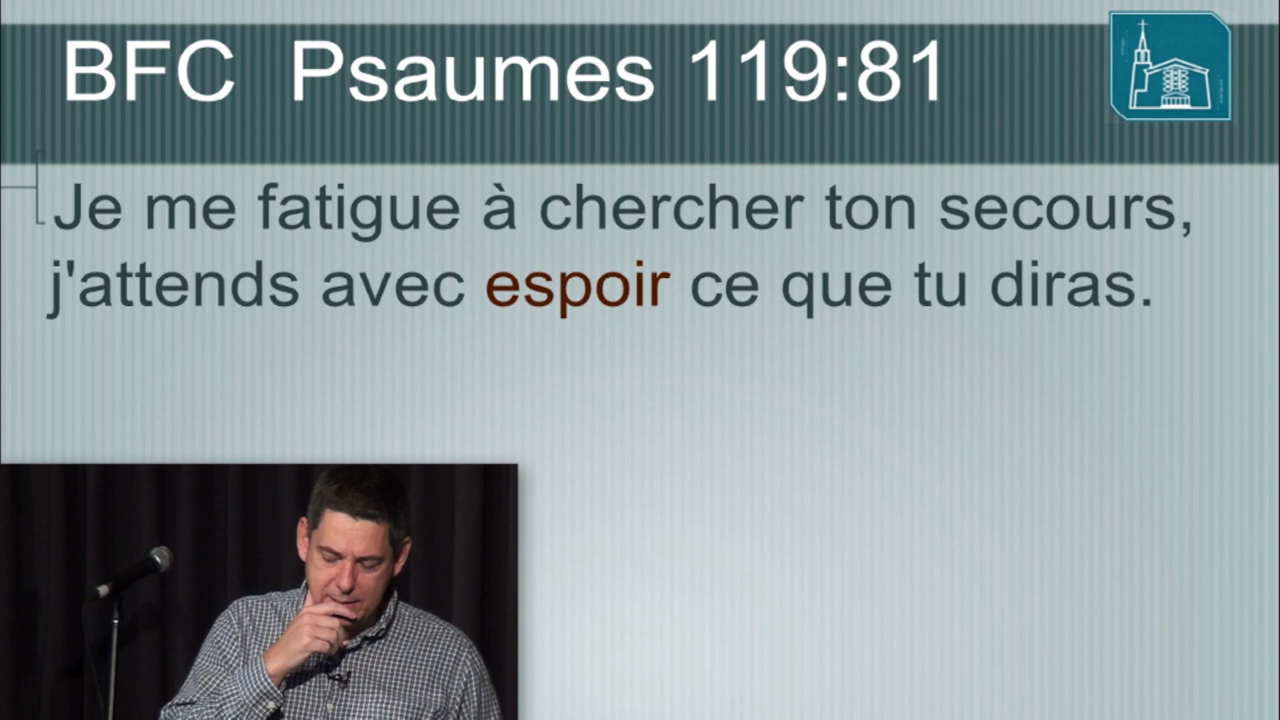 BFC Psaumes 119:81
Je me fatigue à chercher ton secours,
j'attends avec espoir ce que tu diras.